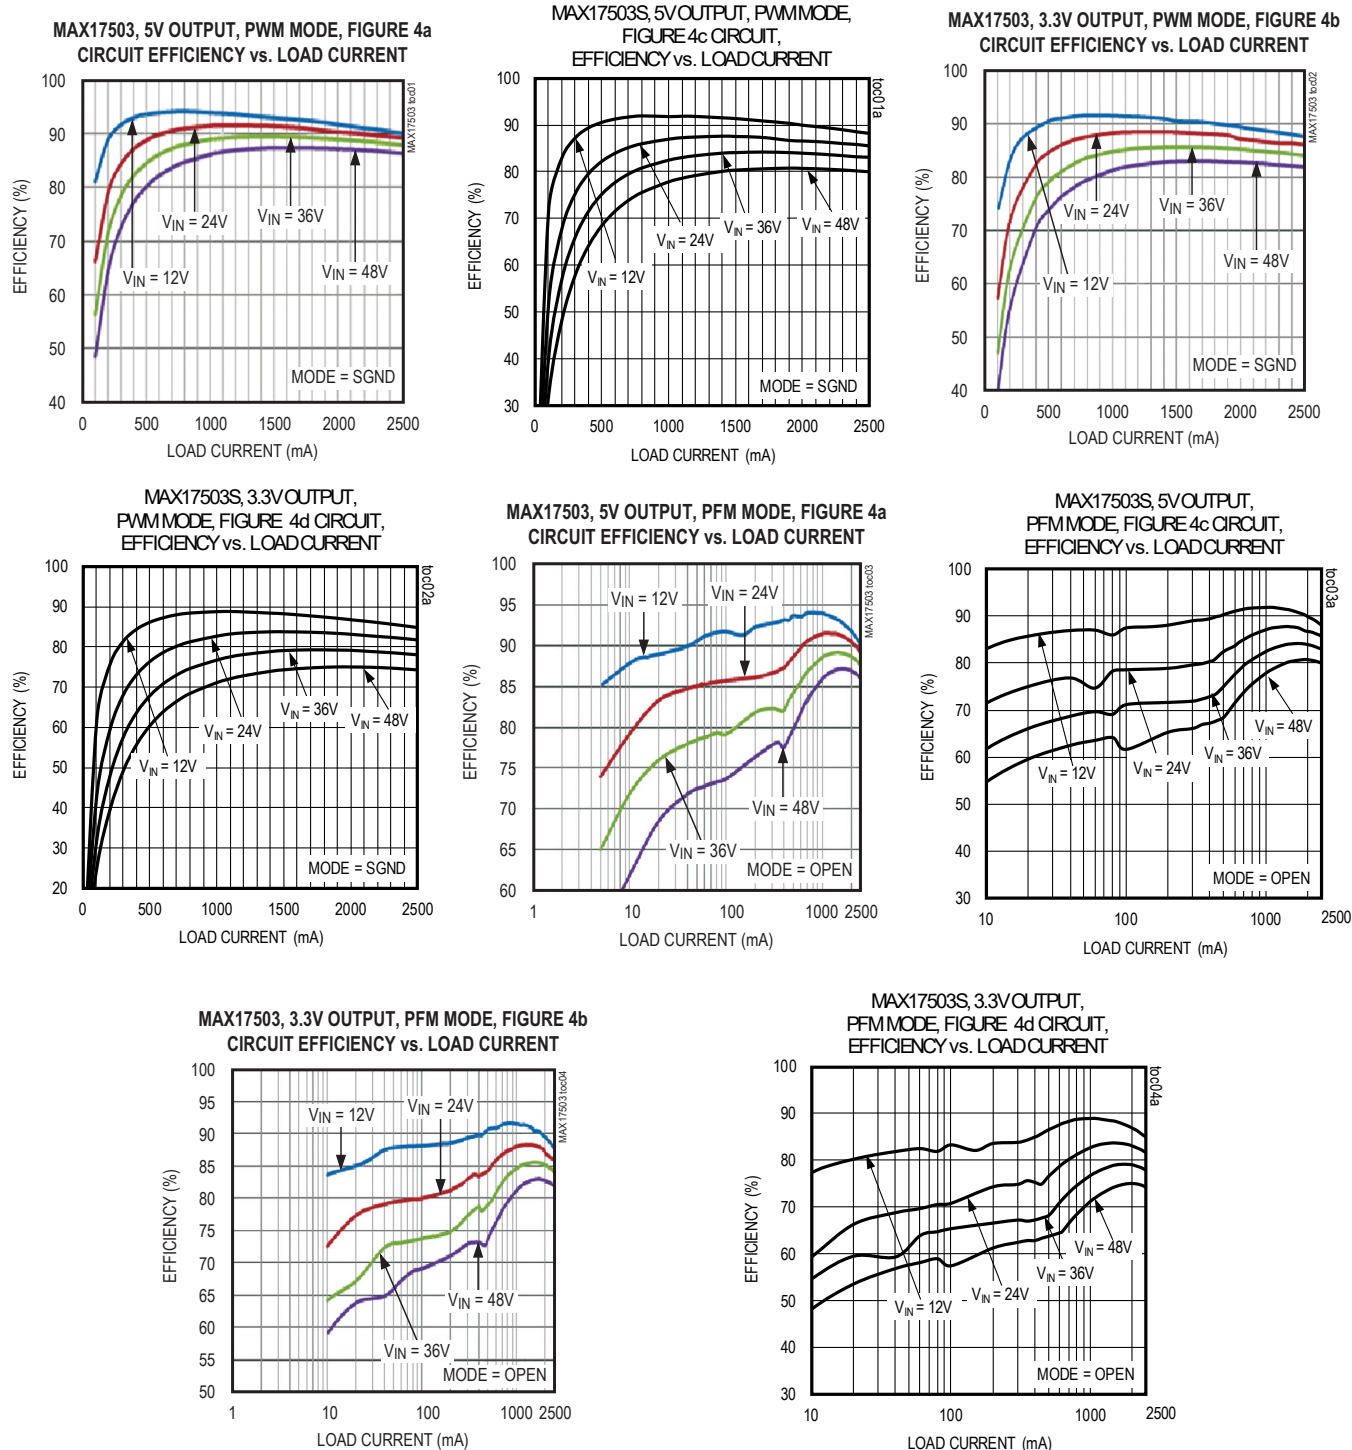 MAX17503, 5V OUTPUT, PWM MODE, FIGURE 4a
CIRCUIT EFFICIENCY vs. LOAD CURRENT
100
90
80
70
60
50
40
EFFICIENCY (%)
MAX17503 toc01
VIN = 24V
VIN = 36V
VIN = 12V
VIN = 48V
MODE = SGND
0 500 1000 1500 2000 2500
LOAD CURRENT (mA)
MAX17503S, 5V OUTPUT, PWM MODE,
FIGURE 4c CIRCUIT,
EFFICIENCY vs. LOAD CURRENT
100
90
80
70
60
50
40
30
EFFICIENCY (%)
toc01a
VIN = 36V
VIN = 48V
VIN = 24V
VIN = 12V
MODE = SGND
0 500 1000 1500 2000 2500
LOAD CURRENT (mA)
MAX17503, 3.3V OUTPUT, PWM MODE, FIGURE 4b
CIRCUIT EFFICIENCY vs. LOAD CURRENT
100
90
80
70
60
50
40
EFFICIENCY (%)
MAX17503 toc02
VIN = 24V
VIN = 36V
VIN = 48V
VIN = 12V
MODE = SGND
0 500 1000 1500 2000 2500
LOAD CURRENT (mA)
MAX17503S, 3.3V OUTPUT,
PWM MODE, FIGURE 4d CIRCUIT,
EFFICIENCY vs. LOAD CURRENT
100
90
80
70
60
50
40
30
20
EFFICIENCY (%)
toc02a
VIN = 36V
VIN = 48V
VIN = 24V
VIN = 12V
MODE = SGND
0 500 1000 1500 2000 2500
LOAD CURRENT (mA)
MAX17503, 5V OUTPUT, PFM MODE, FIGURE 4a
CIRCUIT EFFICIENCY vs. LOAD CURRENT
100
95
90
85
80
75
70
65
60
EFFICIENCY (%)
MAX17503 toc03
VIN = 24V
VIN = 12V
VIN = 48V
VIN = 36V
MODE = OPEN
1 10 100 1000 2500
LOAD CURRENT (mA)
MAX17503S, 5V OUTPUT,
PFM MODE, FIGURE 4c CIRCUIT,
EFFICIENCY vs. LOAD CURRENT
100
90
80
70
60
50
40
30
EFFICIENCY (%)
toc03a
VIN = 48V
VIN = 36V
VIN = 24V
VIN = 12V
MODE = OPEN
10 100 1000 2500
LOAD CURRENT (mA)
MAX17503, 3.3V OUTPUT, PFM MODE, FIGURE 4b
CIRCUIT EFFICIENCY vs. LOAD CURRENT
100
95
90
85
80
75
70
65
60
55
50
EFFICIENCY (%)
MAX17503 toc04
VIN = 24V
VIN = 12V
VIN = 48V
VIN = 36V
MODE = OPEN
1 10 100 1000 2500
LOAD CURRENT (mA)
MAX17503S, 3.3V OUTPUT,
PFM MODE, FIGURE 4d CIRCUIT,
EFFICIENCY vs. LOAD CURRENT
100
90
80
70
60
50
40
30
EFFICIENCY (%)
toc04a
VIN = 48V
VIN = 36V
VIN = 24V
VIN = 12V
MODE = OPEN
10 100 1000 2500
LOAD CURRENT (mA)